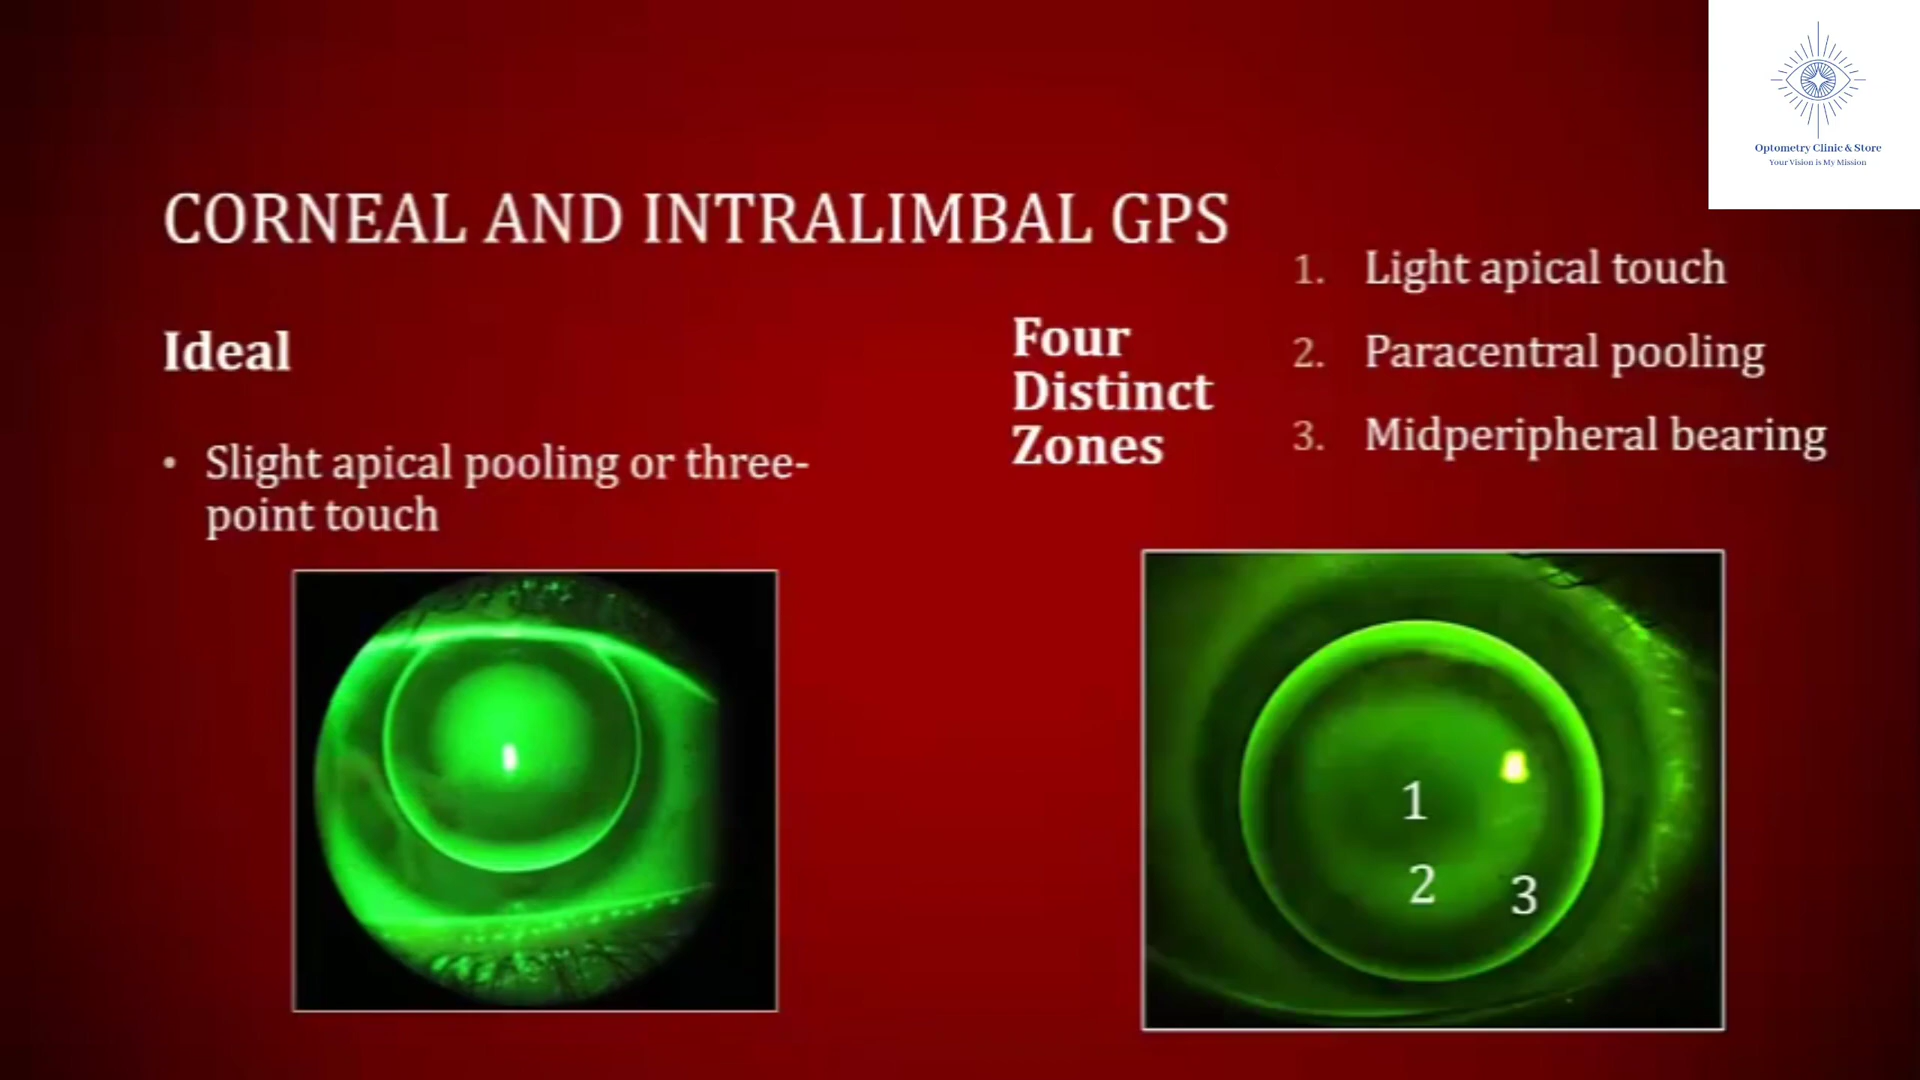 Optometry Clinic & Store
Your Vision is My Mission
CORNEAL AND INTRALIMBAL GPS
Ideal
• Slight apical pooling or three-
point touch
Four
Distinct
Zones
1. Light apical touch
2. Paracentral pooling
3. Midperipheral bearing
1
2
3